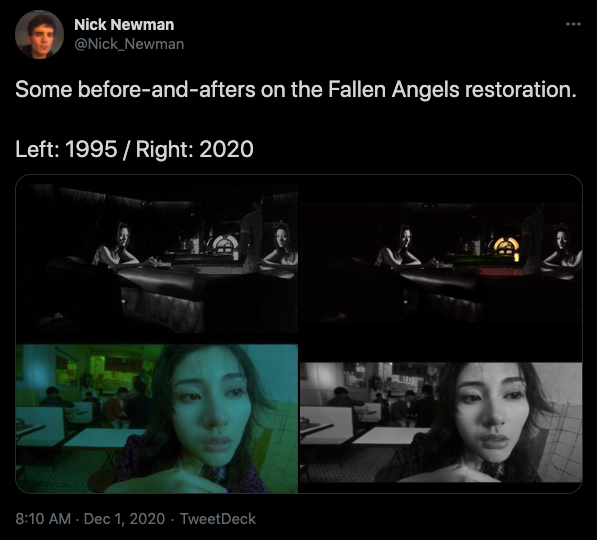 Nick Newman
@Nick_Newman
Some before-and-afters on the Fallen Angels restoration.
Left: 1995 / Right: 2020
8:10 AM · Dec 1, 2020 · TweetDeck